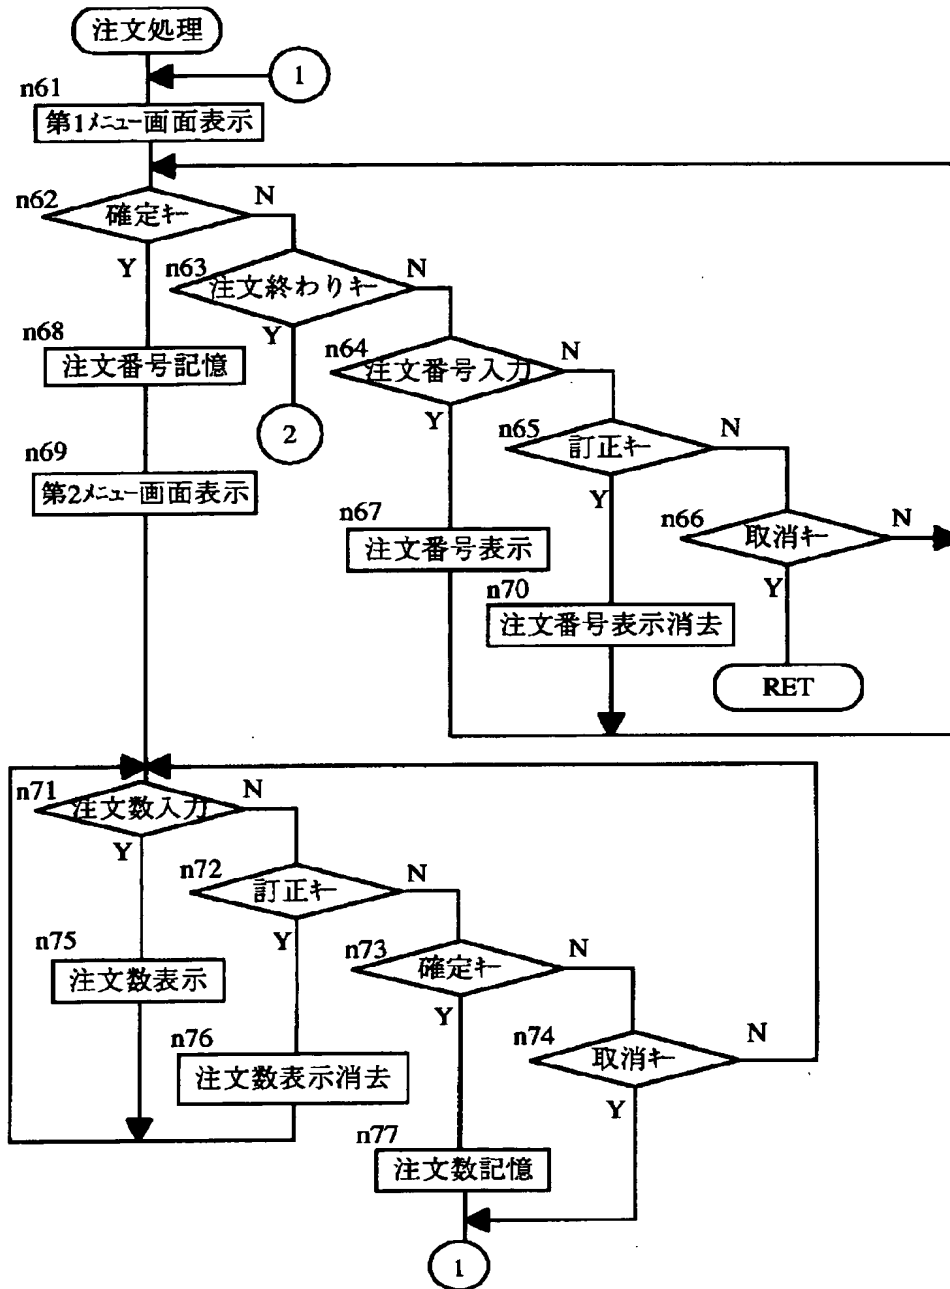 注文処理
1
n61
第1メニュー画面表示
n62
確定キー
N
Y
n63
注文終わりキー
N
Y
n68
注文番号記憶
n64
注文番号入力
N
Y
2
n65
訂正キー
N
Y
n69
第2メニュー画面表示
n67
注文番号表示
n66
取消キー
N
Y
n70
注文番号表示消去
RET
n71
注文数入力
N
Y
n72
訂正キー
N
Y
n75
注文数表示
n73
確定キー
N
Y
n76
注文数表示消去
n74
取消キー
N
Y
n77
注文数記憶
1